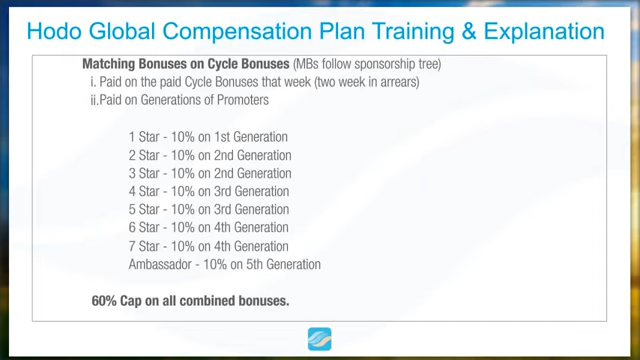 Hodo Global Compensation Plan Training & Explanation
Matching Bonuses on Cycle Bonuses (MBs follow sponsorship tree)
i. Paid on the paid Cycle Bonuses that week (two week in arrears)
ii.Paid on Generations of Promoters
1 Star - 10% on 1st Generation
2 Star - 10% on 2nd Generation
3 Star - 10% on 2nd Generation
4 Star - 10% on 3rd Generation
5 Star - 10% on 3rd Generation
6 Star - 10% on 4th Generation
7 Star - 10% on 4th Generation
Ambassador - 10% on 5th Generation
60% Cap on all combined bonuses.